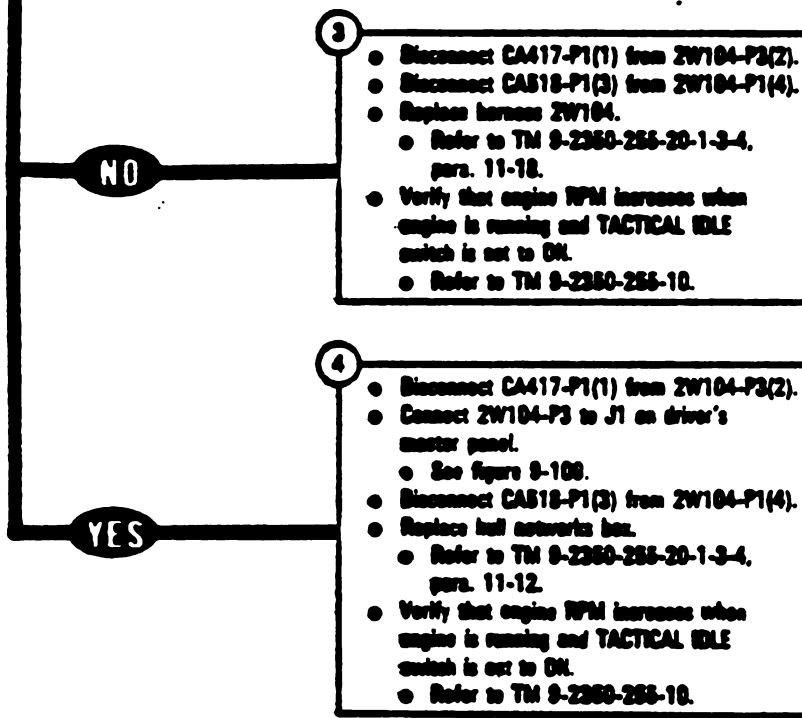 3
● Disconnect CA417-P1(1) from 2W104-P3(2).
● Disconnect CA518-P1(3) from 2W104-P1(4).
● Replace harness 2W104.
● Refer to TM 9-2350-255-20-1-3-4,
para. 11-18.
NO
● Verify that engine RPM increases when
engine is running and TACTICAL IDLE
switch is set to ON.
● Refer to TM 9-2350-255-10.
4
● Disconnect CA417-P1(1) from 2W104-P3(2).
● Connect 2W104-P3 to J1 on driver's
master panel.
● See figure 9-100.
● Disconnect CA518-P1(3) from 2W104-P1(4).
YES
● Replace hull networks box.
● Refer to TM 9-2350-255-20-1-3-4,
para. 11-12.
● Verify that engine RPM increases when
engine is running and TACTICAL IDLE
switch is set to ON.
● Refer to TM 9-2350-255-10.